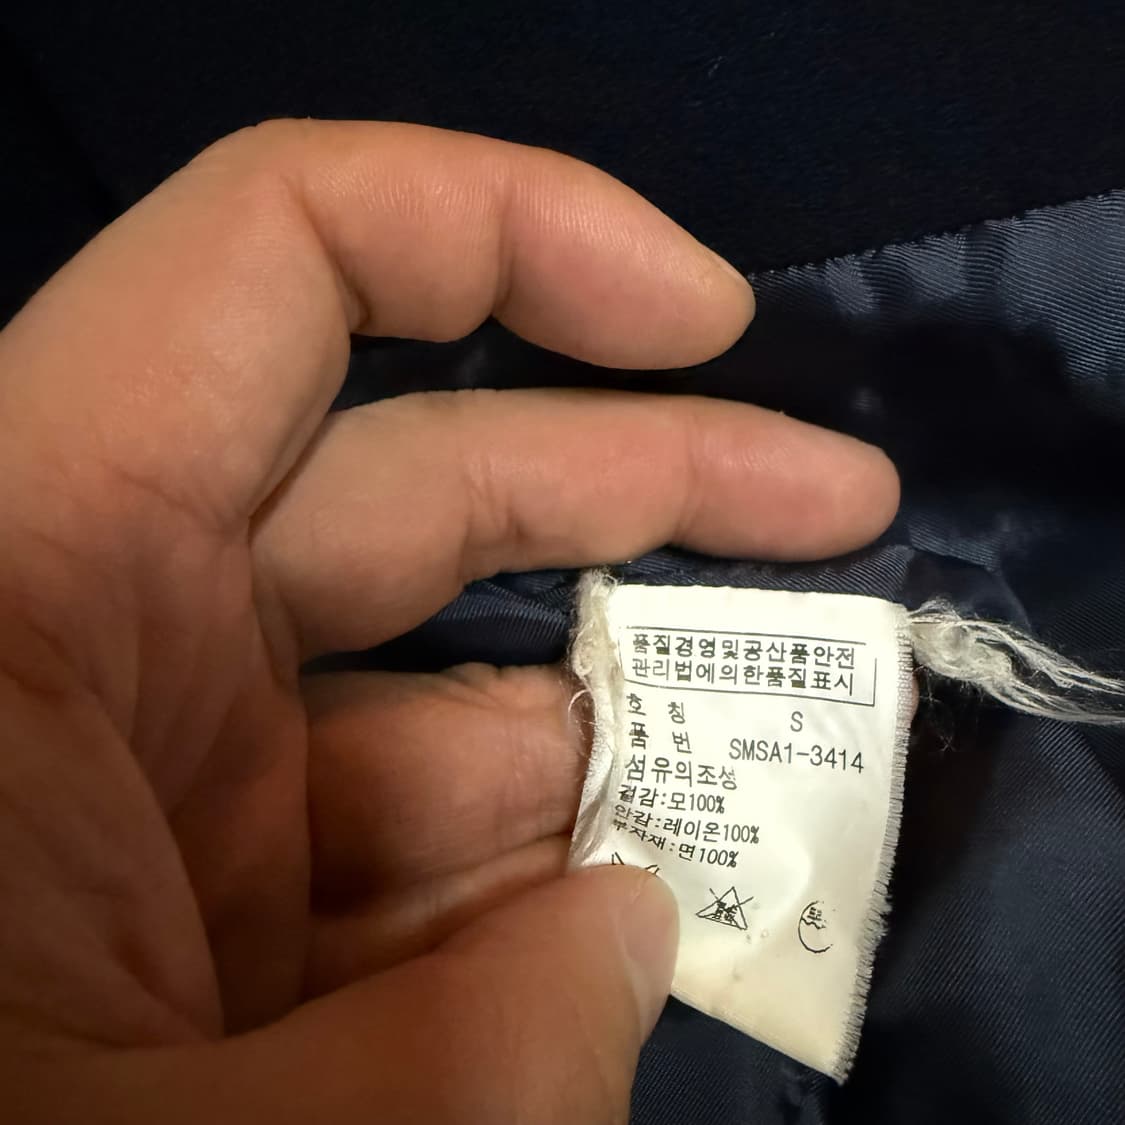 품질경영및공산품안전
관리법에의한품질표시
호 칭 S
품 번 SMSA1-3414
섬유의조성
겉감:모100%
안감:레이온100%
부자재:면100%